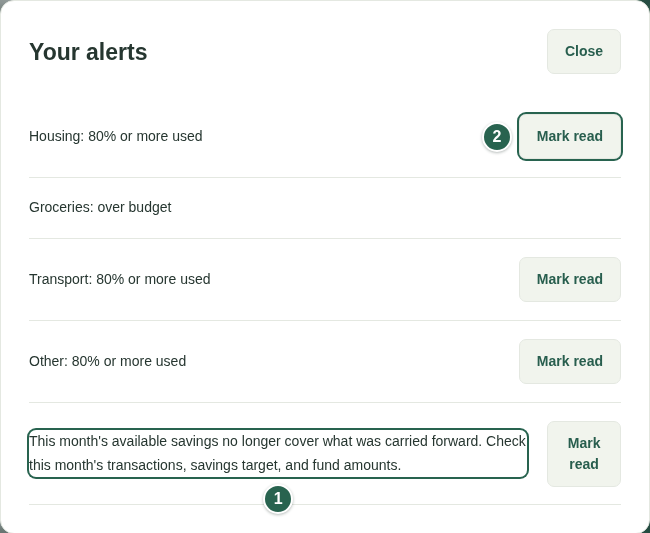 Your alerts
Close
Housing: 80% or more used
2
Mark read
Groceries: over budget
Transport: 80% or more used
Mark read
Other: 80% or more used
Mark read
This month's available savings no longer cover what was carried forward. Check
this month's transactions, savings target, and fund amounts.
Mark
read
1